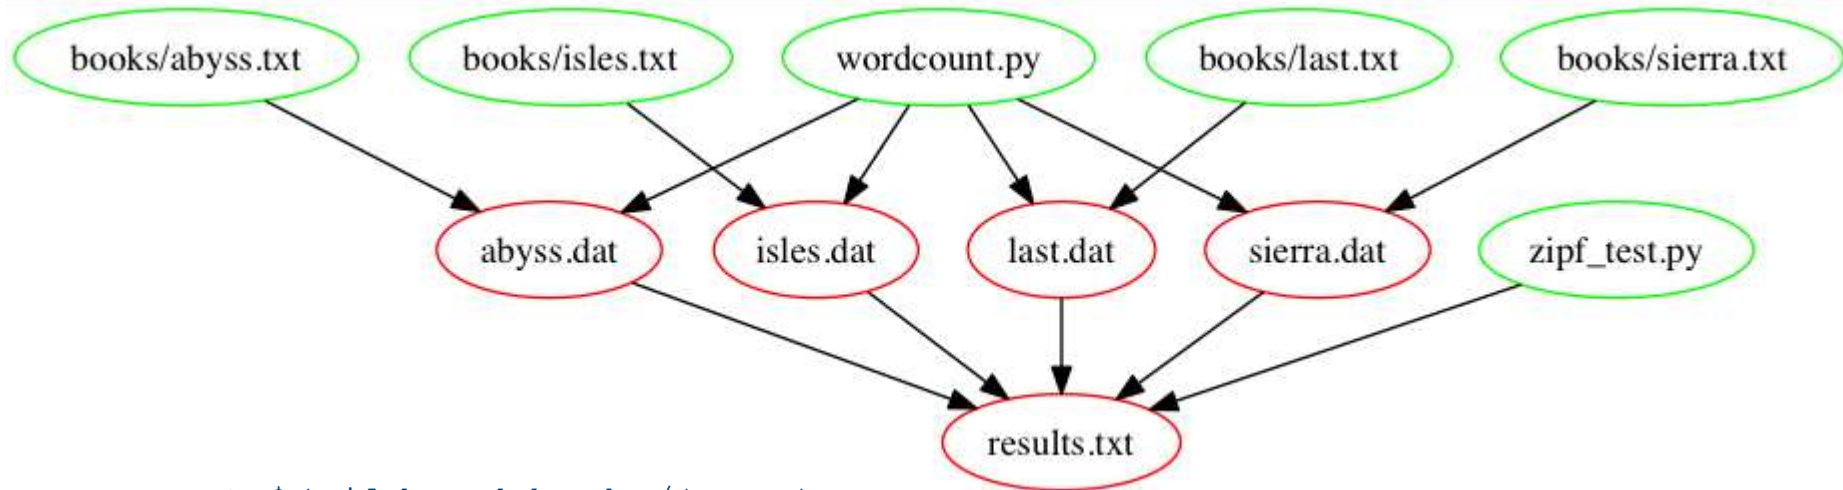 books/abyss.txt books/isles.txt wordcount.py books/last.txt books/sierra.txt
abyss.dat isles.dat last.dat sierra.dat zipf_test.py
results.txt